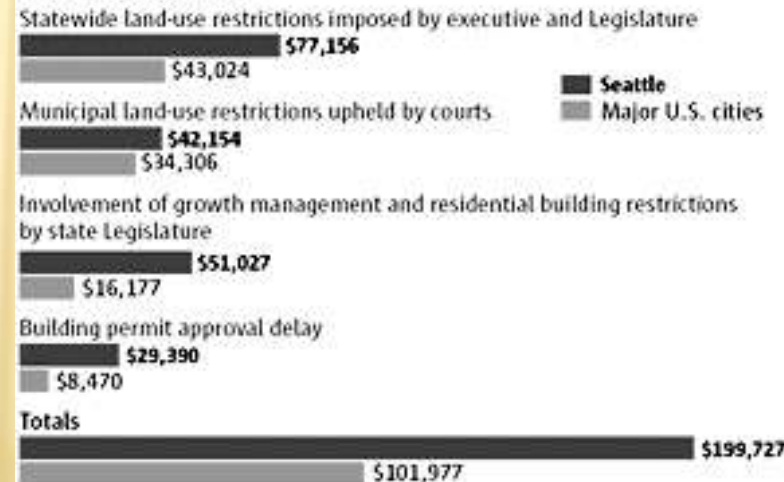 Statewide land-use restrictions imposed by executive and Legislature
$77,156
$43,024
Seattle
Major U.S. cities
Municipal land-use restrictions upheld by courts
$42,154
$34,306
Involvement of growth management and residential building restrictions
by state Legislature
$51,027
$16,177
Building permit approval delay
$29,390
$8,470
Totals
$199,727
$101,977